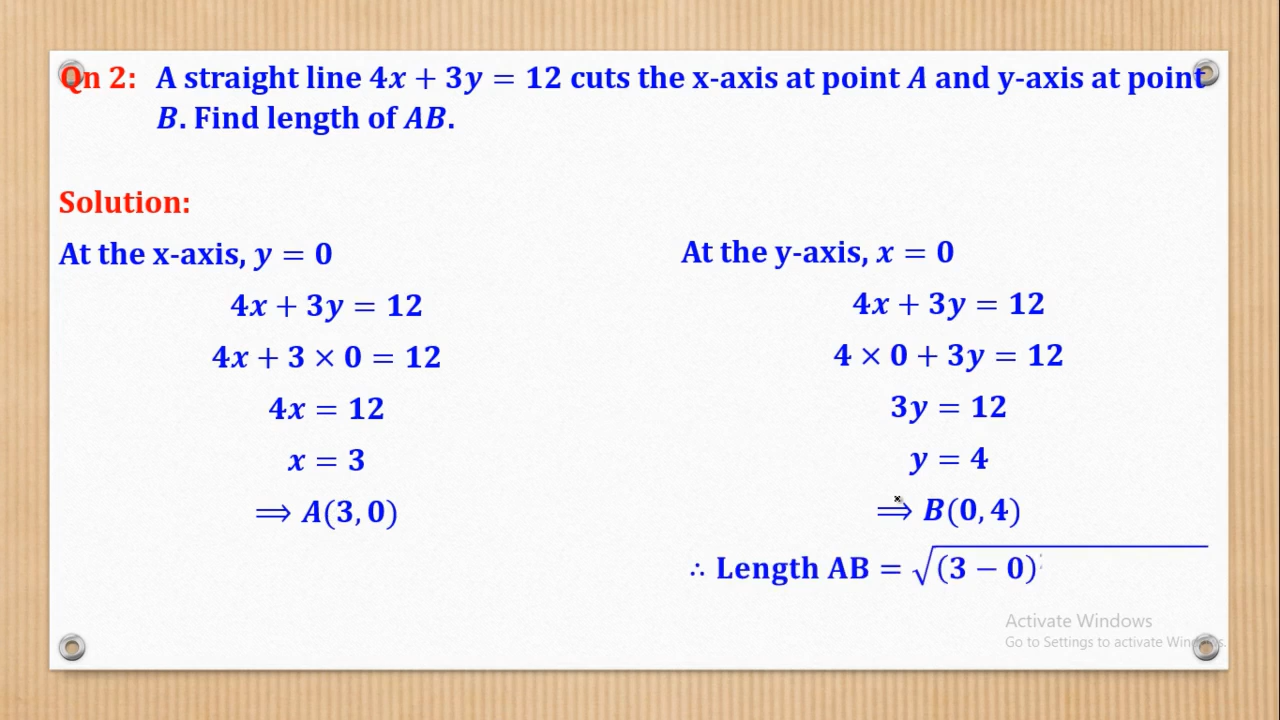 Qn 2: A straight line 4x + 3y = 12 cuts the x-axis at point A and y-axis at point
B. Find length of AB.
Solution:
At the x-axis, y = 0
4x + 3y = 12
4x + 3 × 0 = 12
4x = 12
x = 3
⟹ A(3, 0)
At the y-axis, x = 0
4x + 3y = 12
4 × 0 + 3y = 12
3y = 12
y = 4
⟹ B(0, 4)
∴ Length AB = √(3 − 0)
Activate Windows
Go to Settings to activate Windows.